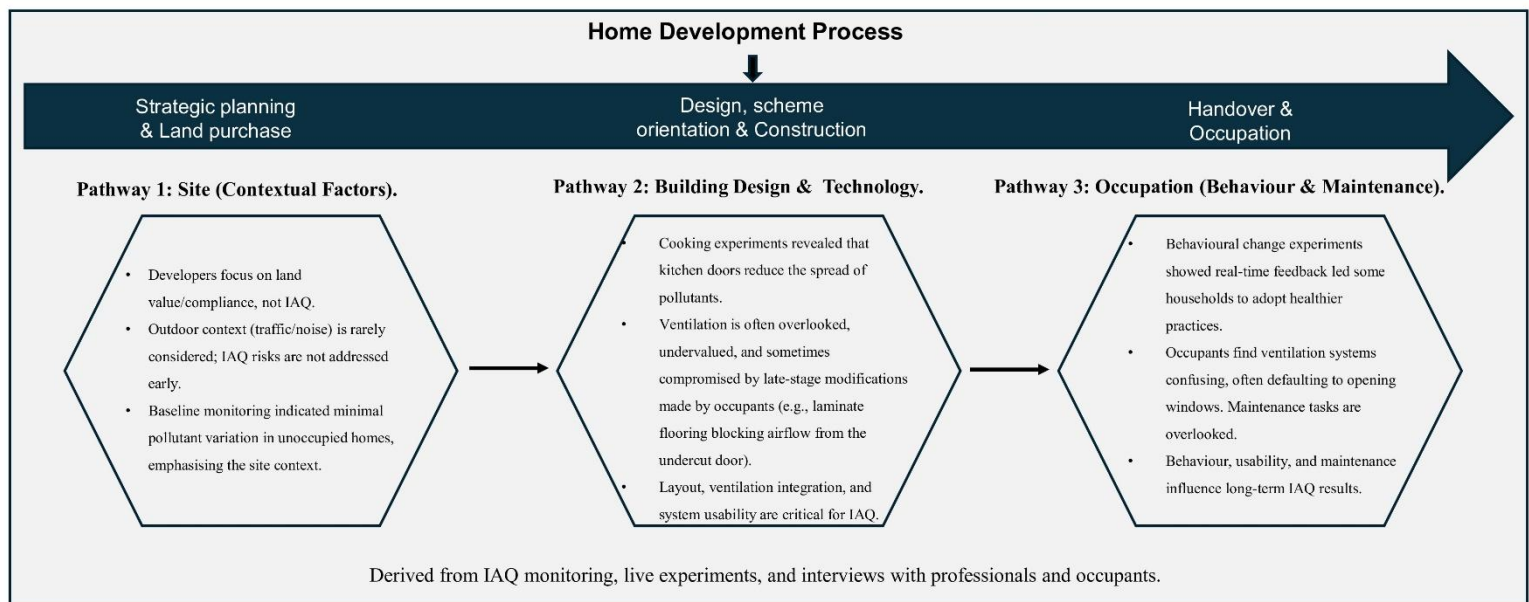 Home Development Process
Strategic planning
& Land purchase
Design, scheme
orientation & Construction
Handover &
Occupation
Pathway 1: Site (Contextual Factors).
• Developers focus on land
value/compliance, not IAQ.
• Outdoor context (traffic/noise) is rarely
considered; IAQ risks are not addressed
early.
• Baseline monitoring indicated minimal
pollutant variation in unoccupied homes,
emphasising the site context.
Pathway 2: Building Design & Technology.
• Cooking experiments revealed that
kitchen doors reduce the spread of
pollutants.
• Ventilation is often overlooked,
undervalued, and sometimes
compromised by late-stage modifications
made by occupants (e.g., laminate
flooring blocking airflow from the
undercut door).
• Layout, ventilation integration, and
system usability are critical for IAQ.
Pathway 3: Occupation (Behaviour & Maintenance).
• Behavioural change experiments
showed real-time feedback led some
households to adopt healthier
practices.
• Occupants find ventilation systems
confusing, often defaulting to opening
windows. Maintenance tasks are
overlooked.
• Behaviour, usability, and maintenance
influence long-term IAQ results.
Derived from IAQ monitoring, live experiments, and interviews with professionals and occupants.